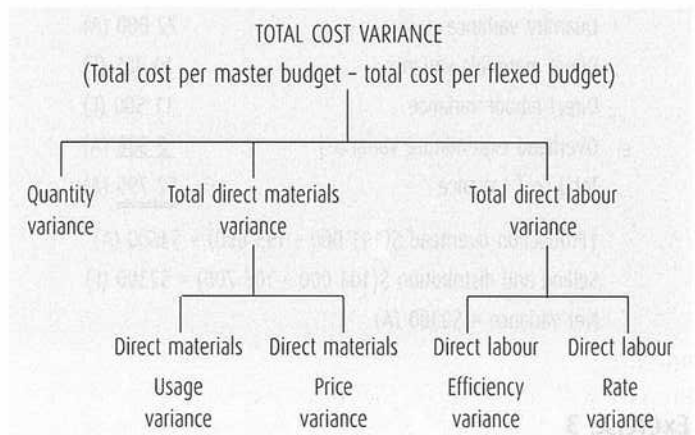 TOTAL COST VARIANCE
(Total cost per master budget – total cost per flexed budget)
Quantity
variance
Total direct materials
variance
Total direct labour
variance
Direct materials
Usage
variance
Direct materials
Price
variance
Direct labour
Efficiency
variance
Direct labour
Rate
variance